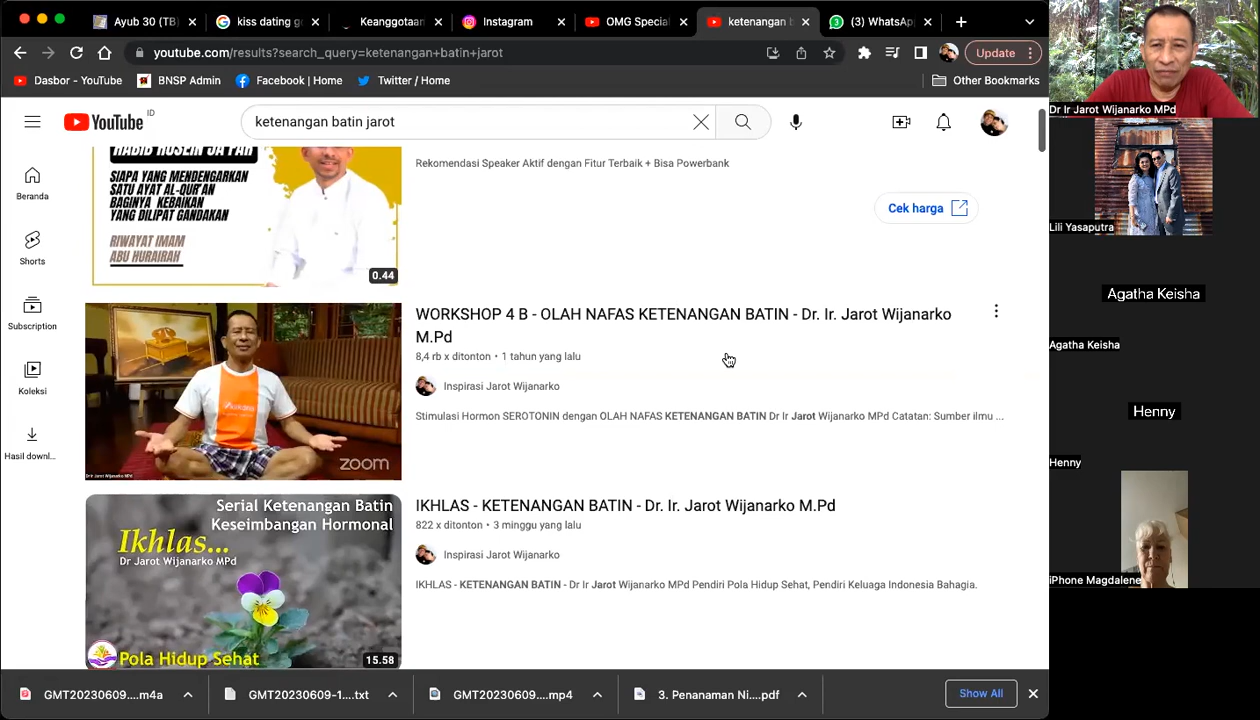 Ayub 30 (TB)
kiss dating g
Keanggotaan
Instagram
OMG Special
ketenangan b
(3) WhatsApp
youtube.com/results?search_query=ketenangan+batin+jarot
Update
Dasbor - YouTube
BNSP Admin
Facebook | Home
Twitter / Home
Other Bookmarks
YouTube ID
ketenangan batin jarot
Beranda
Shorts
Subscription
Koleksi
Hasil downl...
HABIB HUSEIN JA'FAR
SIAPA YANG MENDENGARKAN
SATU AYAT AL-QUR'AN
BAGINYA KEBAIKAN
YANG DILIPAT GANDAKAN
RIWAYAT IMAM
ABU HURAIRAH
0.44
Rekomendasi Speaker Aktif dengan Fitur Terbaik + Bisa Powerbank
Cek harga
Dr Ir Jarot Wijanarko MPd
zoom
WORKSHOP 4 B - OLAH NAFAS KETENANGAN BATIN - Dr. Ir. Jarot Wijanarko
M.Pd
8,4 rb x ditonton • 1 tahun yang lalu
Inspirasi Jarot Wijanarko
Stimulasi Hormon SEROTONIN dengan OLAH NAFAS KETENANGAN BATIN Dr Ir Jarot Wijanarko MPd Catatan: Sumber ilmu ...
Serial Ketenangan Batin
Keseimbangan Hormonal
Ikhlas...
Dr Jarot Wijanarko MPd
Pola Hidup Sehat
15.58
IKHLAS - KETENANGAN BATIN - Dr. Ir. Jarot Wijanarko M.Pd
822 x ditonton • 3 minggu yang lalu
Inspirasi Jarot Wijanarko
IKHLAS - KETENANGAN BATIN - Dr Ir Jarot Wijanarko MPd Pendiri Pola Hidup Sehat, Pendiri Keluaga Indonesia Bahagia.
GMT20230609....m4a
GMT20230609-1....txt
GMT20230609....mp4
3. Penanaman Ni....pdf
Show All
Dr Ir Jarot Wijanarko MPd
Lili Yasaputra
Agatha Keisha
Agatha Keisha
Henny
Henny
iPhone Magdalene